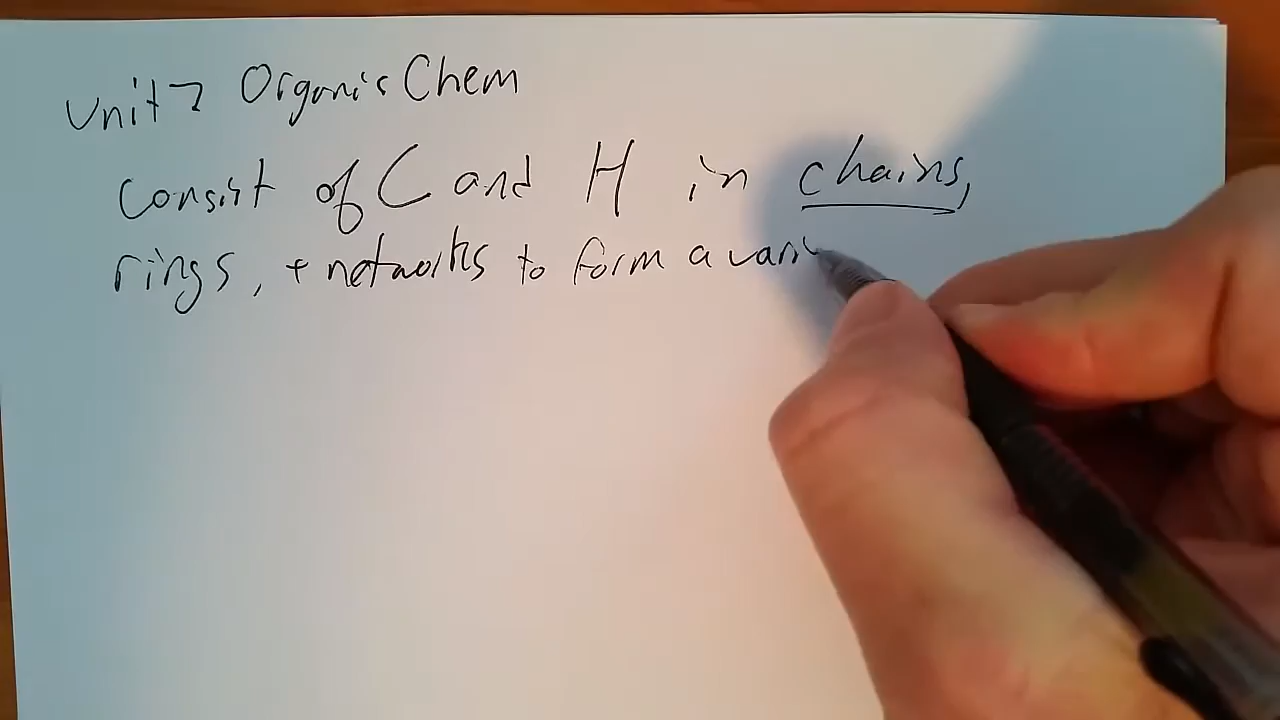 Unit 7 Organic Chem
consist of C and H in chains,
rings, + networks to form a vari